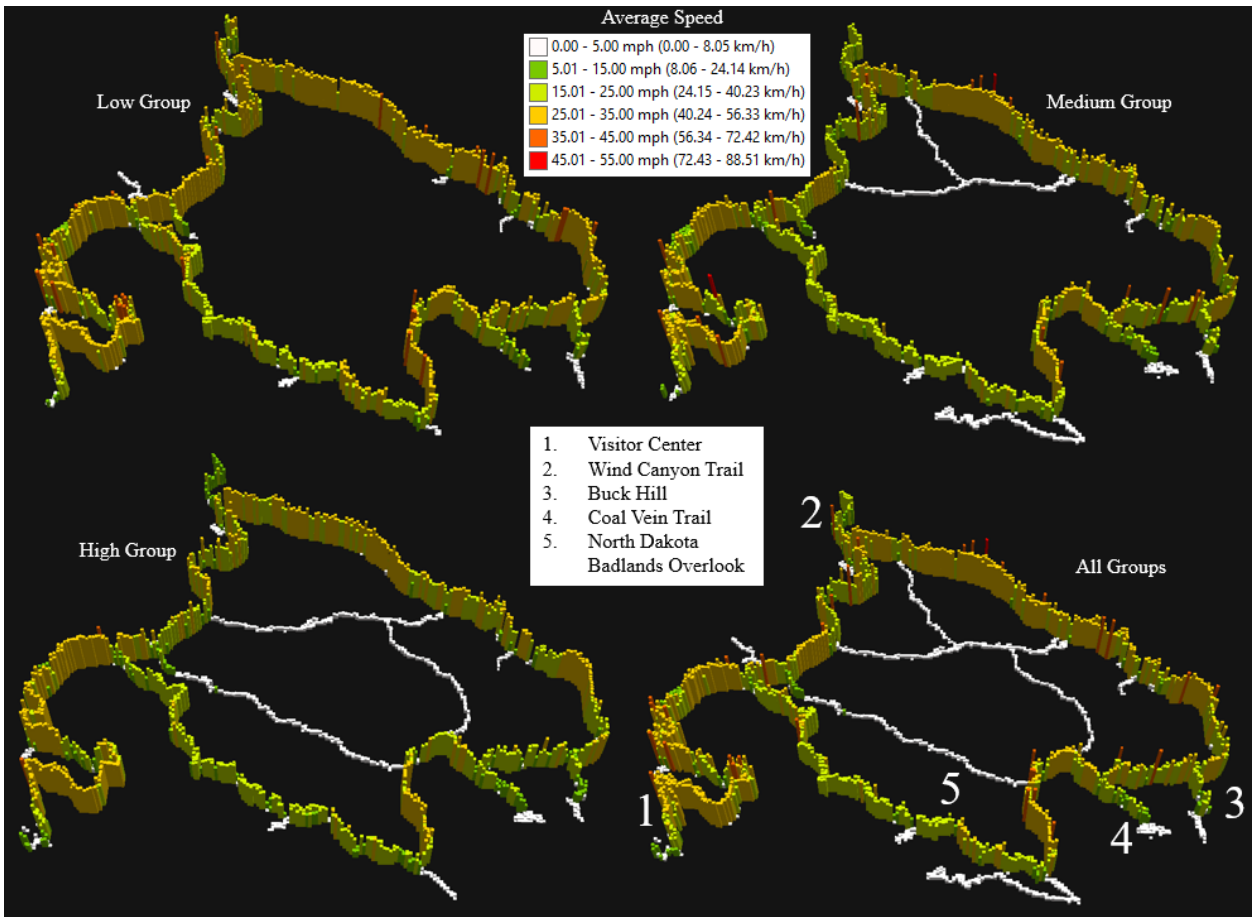 Average Speed
0.00 - 5.00 mph (0.00 - 8.05 km/h)
5.01 - 15.00 mph (8.06 - 24.14 km/h)
15.01 - 25.00 mph (24.15 - 40.23 km/h)
25.01 - 35.00 mph (40.24 - 56.33 km/h)
35.01 - 45.00 mph (56.34 - 72.42 km/h)
45.01 - 55.00 mph (72.43 - 88.51 km/h)
Low Group
Medium Group
1. Visitor Center
2. Wind Canyon Trail
3. Buck Hill
4. Coal Vein Trail
5. North Dakota
Badlands Overlook
High Group
All Groups
2
1
5
4
3